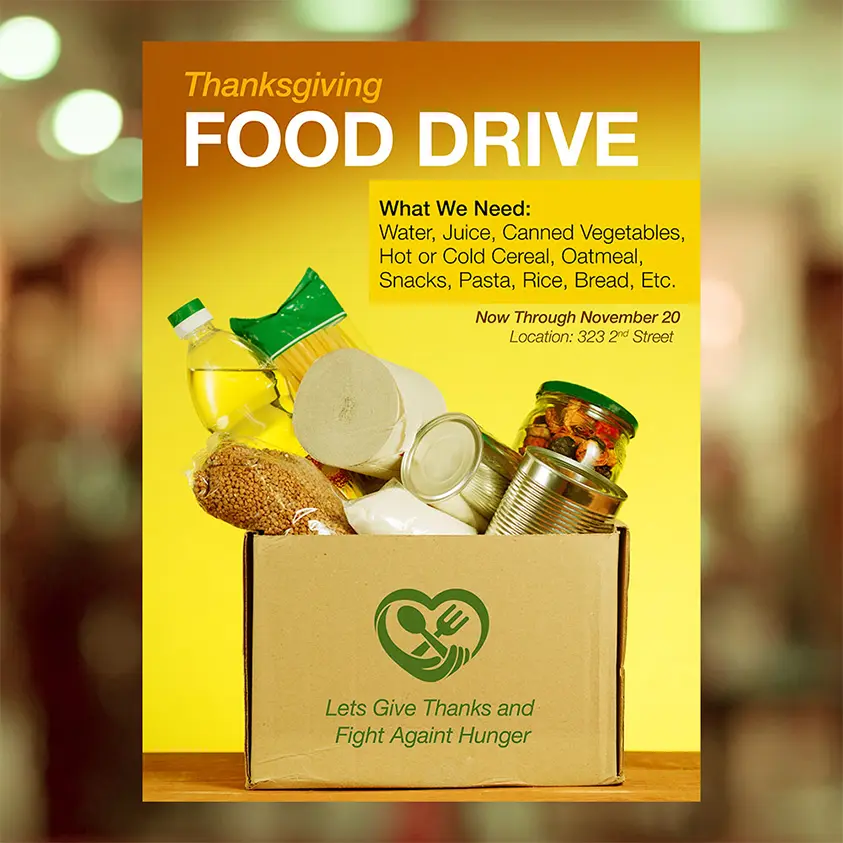 Thanksgiving
FOOD DRIVE
What We Need:
Water, Juice, Canned Vegetables,
Hot or Cold Cereal, Oatmeal,
Snacks, Pasta, Rice, Bread, Etc.
Now Through November 20
Location: 323 2nd Street
Lets Give Thanks and
Fight Againt Hunger